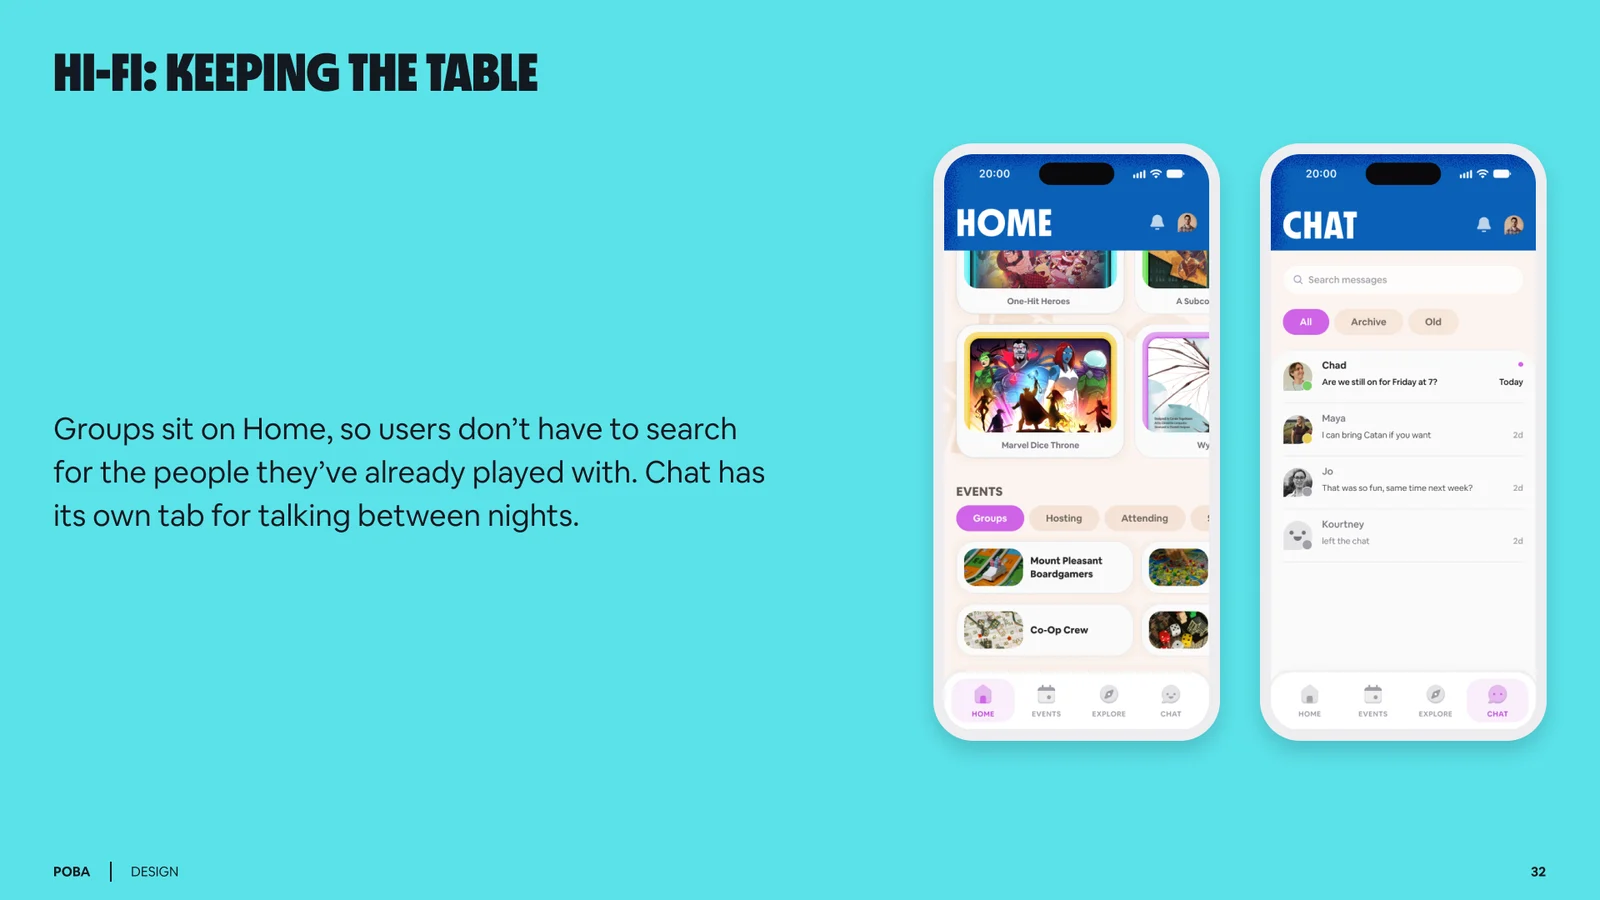 HI-FI: KEEPING THE TABLE
Groups sit on Home, so users don’t have to search
for the people they’ve already played with. Chat has
its own tab for talking between nights.
20:00
HOME
One-Hit Heroes
A Subco
Marvel Dice Throne
Wy
EVENTS
Groups
Hosting
Attending
Mount Pleasant
Boardgamers
Co-Op Crew
HOME
EVENTS
EXPLORE
CHAT
20:00
CHAT
Search messages
All
Archive
Old
Chad
Are we still on for Friday at 7?
Today
Maya
I can bring Catan if you want
2d
Jo
That was so fun, same time next week?
2d
Kourtney
left the chat
2d
HOME
EVENTS
EXPLORE
CHAT
POBA
DESIGN
32